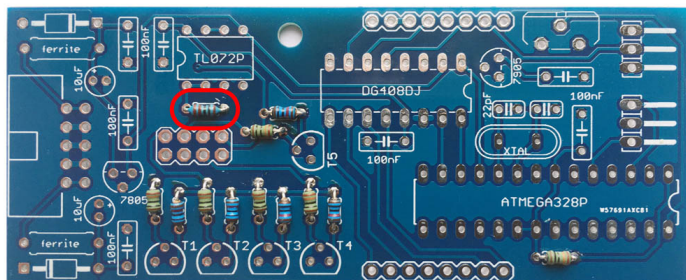 ferrite
10uF
100nF
100nF
TL072P
DG408DJ
7905
22pF
100nF
100nF
XTAL
100nF
T5
7805
ATMEGA328P
W57691AXC81
10uF
100nF
T1
T2
T3
T4
ferrite